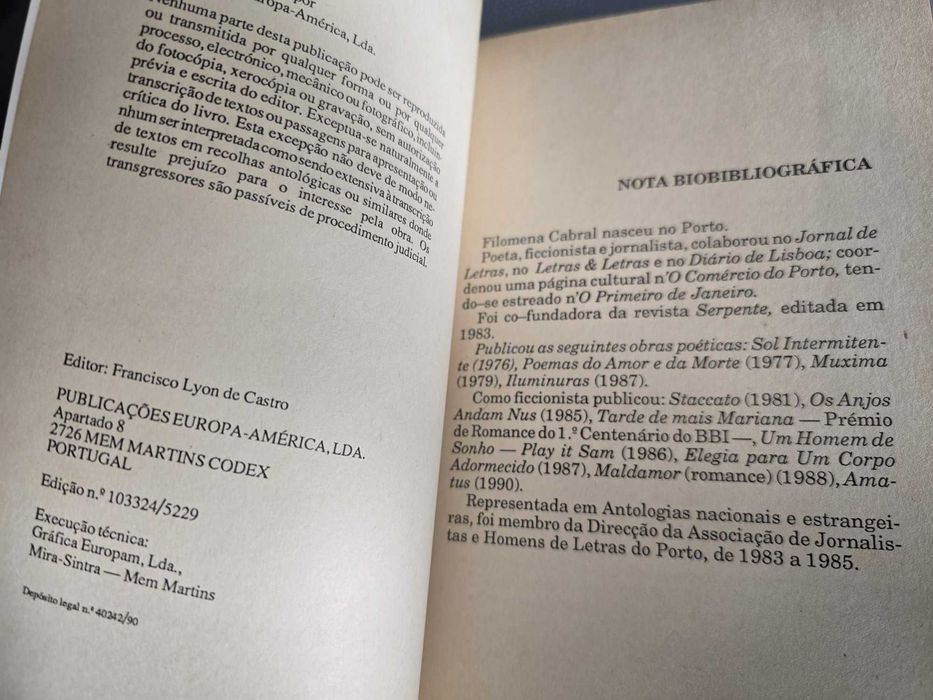 por
uropa-América, Lda.
Nenhuma parte desta publicação pode ser reproduzida
ou transmitida por qualquer forma ou por qualquer
processo, electrónico, mecânico ou fotográfico, incluin-
do fotocópia, xerocópia ou gravação, sem autorização
prévia e escrita do editor. Exceptua-se naturalmente a
transcrição de textos ou passagens para apresentação ou
crítica do livro. Esta excepção não deve de modo ne-
nhum ser interpretada como sendo extensiva à transcrição
de textos em recolhas antológicas ou similares donde
resulte prejuízo para o interesse pela obra. Os
transgressores são passíveis de procedimento judicial.
Editor: Francisco Lyon de Castro
PUBLICAÇÕES EUROPA-AMÉRICA, LDA.
Apartado 8
2726 MEM MARTINS CODEX
PORTUGAL
Edição n.º 103324/5229
Execução técnica:
Gráfica Europam, Lda.,
Mira-Sintra — Mem Martins
Depósito legal n.º 40242/90
NOTA BIOBIBLIOGRÁFICA
Filomena Cabral nasceu no Porto.
Poeta, ficcionista e jornalista, colaborou no Jornal de
Letras, no Letras & Letras e no Diário de Lisboa; coor-
denou uma página cultural n'O Comércio do Porto, ten-
do–se estreado n'O Primeiro de Janeiro.
Foi co–fundadora da revista Serpente, editada em
1983.
Publicou as seguintes obras poéticas: Sol Intermiten-
te (1976), Poemas do Amor e da Morte (1977), Muxima
(1979), Iluminuras (1987).
Como ficcionista publicou: Staccato (1981), Os Anjos
Andam Nus (1985), Tarde de mais Mariana — Prémio
de Romance do 1.º Centenário do BBI —, Um Homem de
Sonho — Play it Sam (1986), Elegia para Um Corpo
Adormecido (1987), Maldamor (romance) (1988), Ama-
tus (1990).
Representada em Antologias nacionais e estrangei-
ras, foi membro da Direcção da Associação de Jornalis-
tas e Homens de Letras do Porto, de 1983 a 1985.